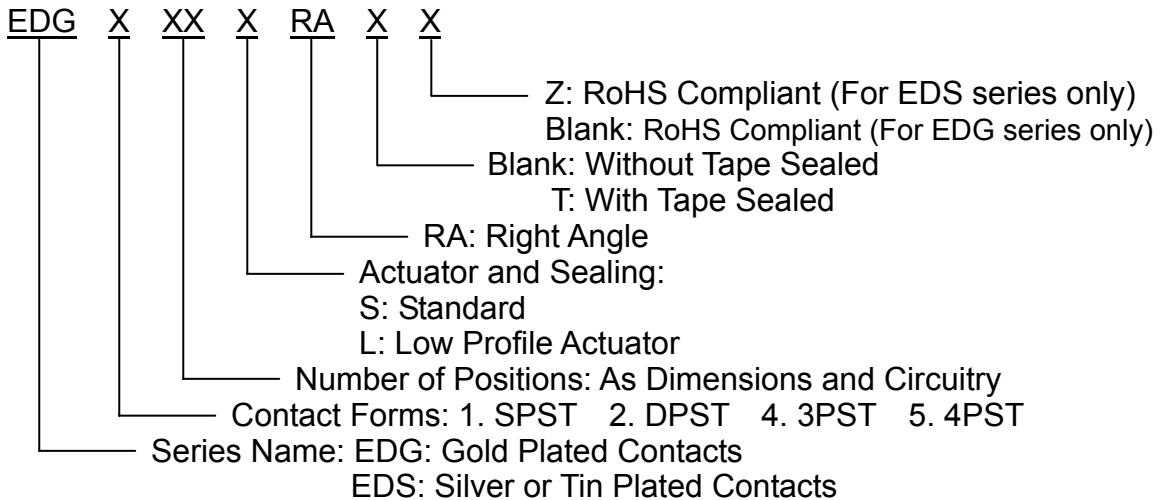 EDG X XX X RA X X
Z: RoHS Compliant (For EDS series only)
Blank: RoHS Compliant (For EDG series only)
Blank: Without Tape Sealed
T: With Tape Sealed
RA: Right Angle
Actuator and Sealing:
S: Standard
L: Low Profile Actuator
Number of Positions: As Dimensions and Circuitry
Contact Forms: 1. SPST 2. DPST 4. 3PST 5. 4PST
Series Name: EDG: Gold Plated Contacts
EDS: Silver or Tin Plated Contacts